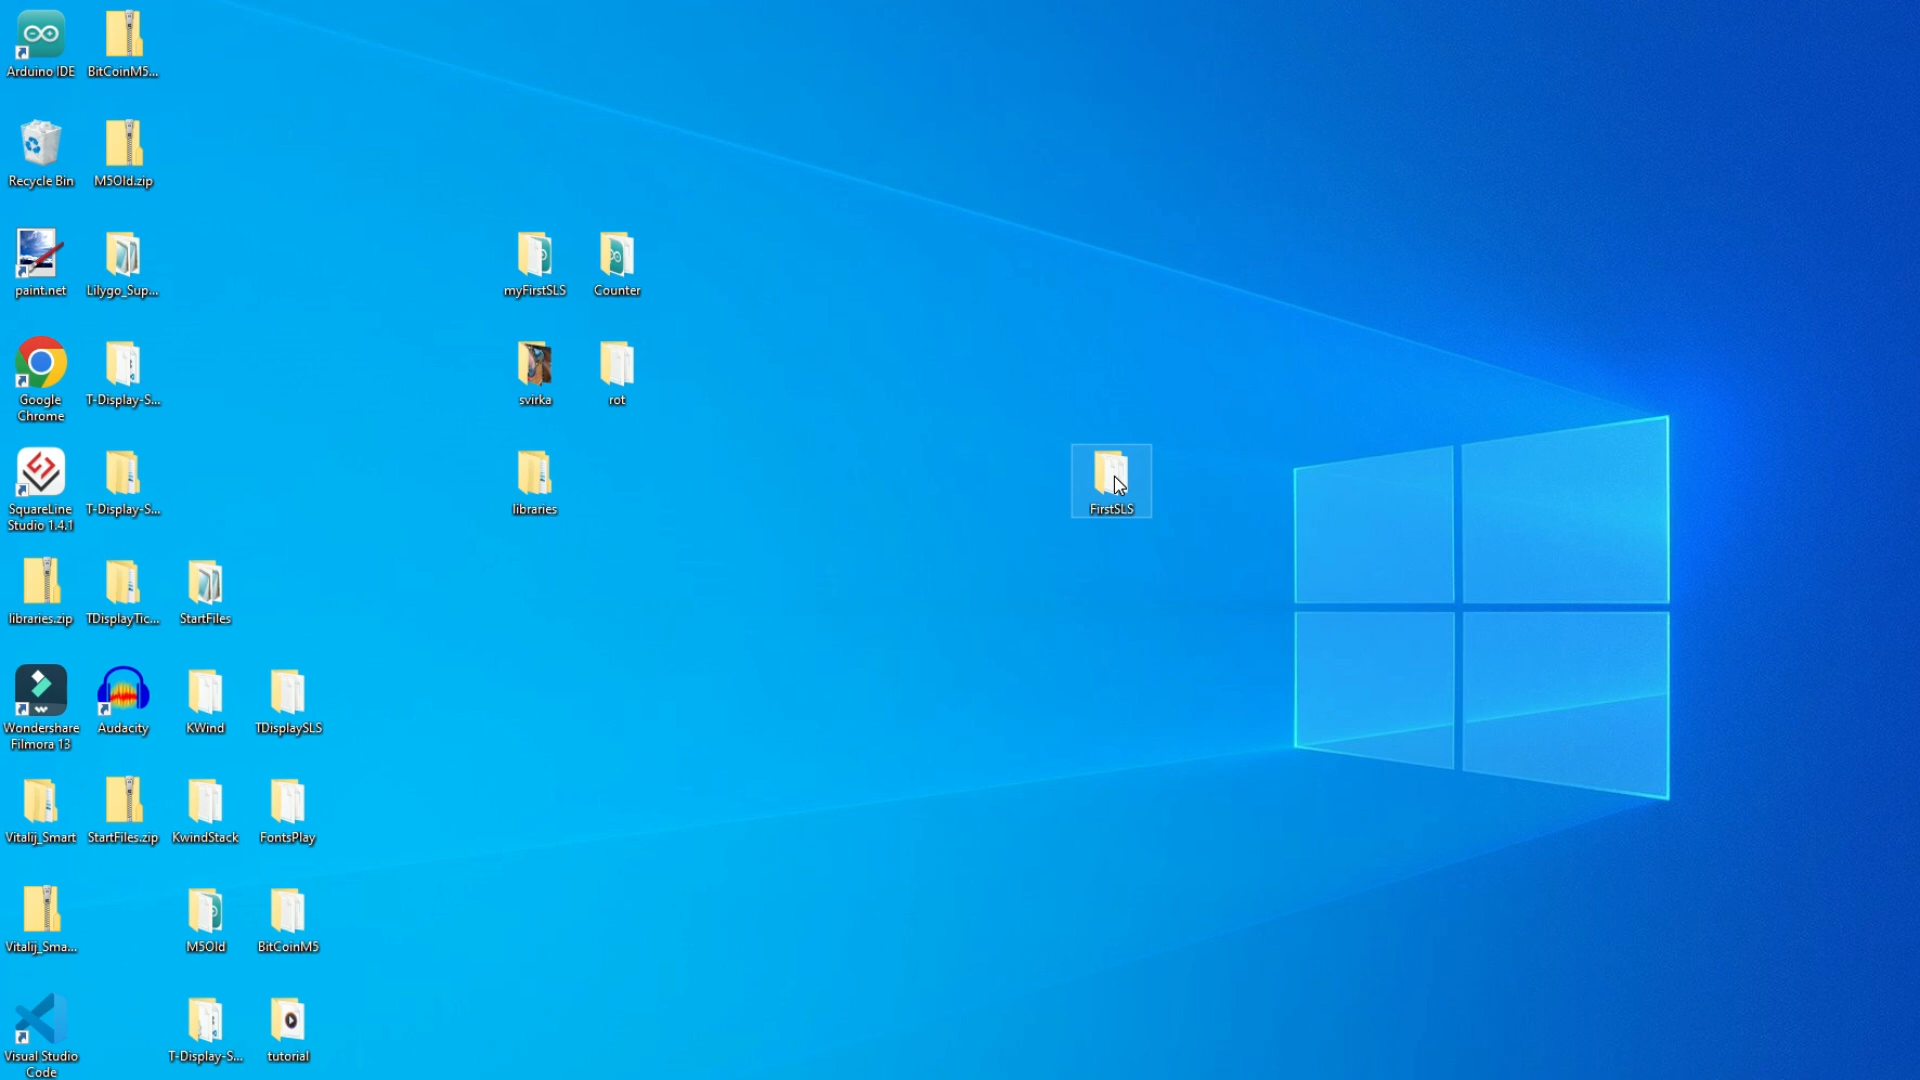 Arduino IDE
BitCoinM5...
Recycle Bin
M5Old.zip
paint.net
Lilygo_Sup...
myFirstSLS
Counter
Google
Chrome
T-Display-S...
svirka
rot
SquareLine
Studio 1.4.1
T-Display-S...
libraries
FirstSLS
libraries.zip
TDisplayTic...
StartFiles
Wondershare
Filmora 13
Audacity
KWind
TDisplaySLS
Vitalij_Smart
StartFiles.zip
KwindStack
FontsPlay
Vitalij_Sma...
M5Old
BitCoinM5
Visual Studio
Code
T-Display-S...
tutorial